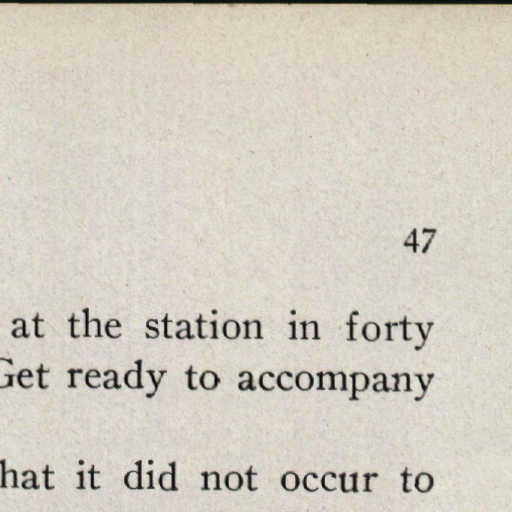 47
at the station in forty
Get ready to accompany
hat it did not occur to